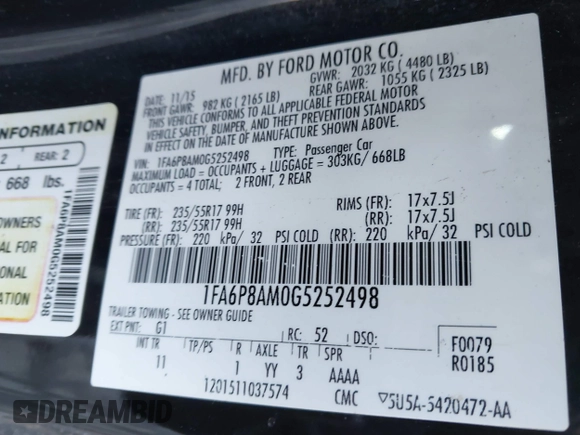 MFD. BY FORD MOTOR CO.
DATE: 11/15 GVWR: 2032 KG ( 4480 LB)
FRONT GAWR: 982 KG ( 2165 LB) REAR GAWR: 1055 KG ( 2325 LB)
THIS VEHICLE CONFORMS TO ALL APPLICABLE FEDERAL MOTOR
VEHICLE SAFETY, BUMPER, AND THEFT PREVENTION STANDARDS
IN EFFECT ON THE DATE OF MANUFACTURE SHOWN ABOVE.
VIN: 1FA6P8AM0G5252498 TYPE: Passenger Car
MAXIMUM LOAD = OCCUPANTS + LUGGAGE = 303KG/ 668LB
OCCUPANTS = 4 TOTAL; 2 FRONT, 2 REAR
TIRE (FR): 235/55R17 99H RIMS (FR): 17x7.5J
(RR): 235/55R17 99H (RR): 17x7.5J
PRESSURE (FR): 220 kPa/ 32 PSI COLD (RR): 220 kPa/ 32 PSI COLD
1FA6P8AM0G5252498
TRAILER TOWING - SEE OWNER GUIDE
EXT PNT: G1 RC: 52 DSO: F0079
R0185
INT TR TP/PS R AXLE TR SPR
11 1 YY 3 AAAA
1201511037574 CMC ▽5U5A-5420472-AA
INFORMATION
2 REAR: 2
668 lbs.
OWNERS
AL FOR
ONAL
1FA6P8AM0G5252498
DREAMBID